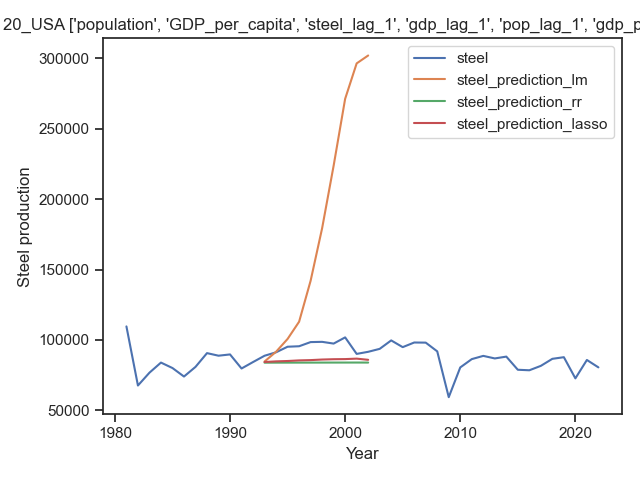 20_USA ['population', 'GDP_per_capita', 'steel_lag_1', 'gdp_lag_1', 'pop_lag_1', 'gdp_p
steel
steel_prediction_lm
steel_prediction_rr
steel_prediction_lasso
300000
250000
200000
150000
100000
50000
Steel production
1980 1990 2000 2010 2020
Year